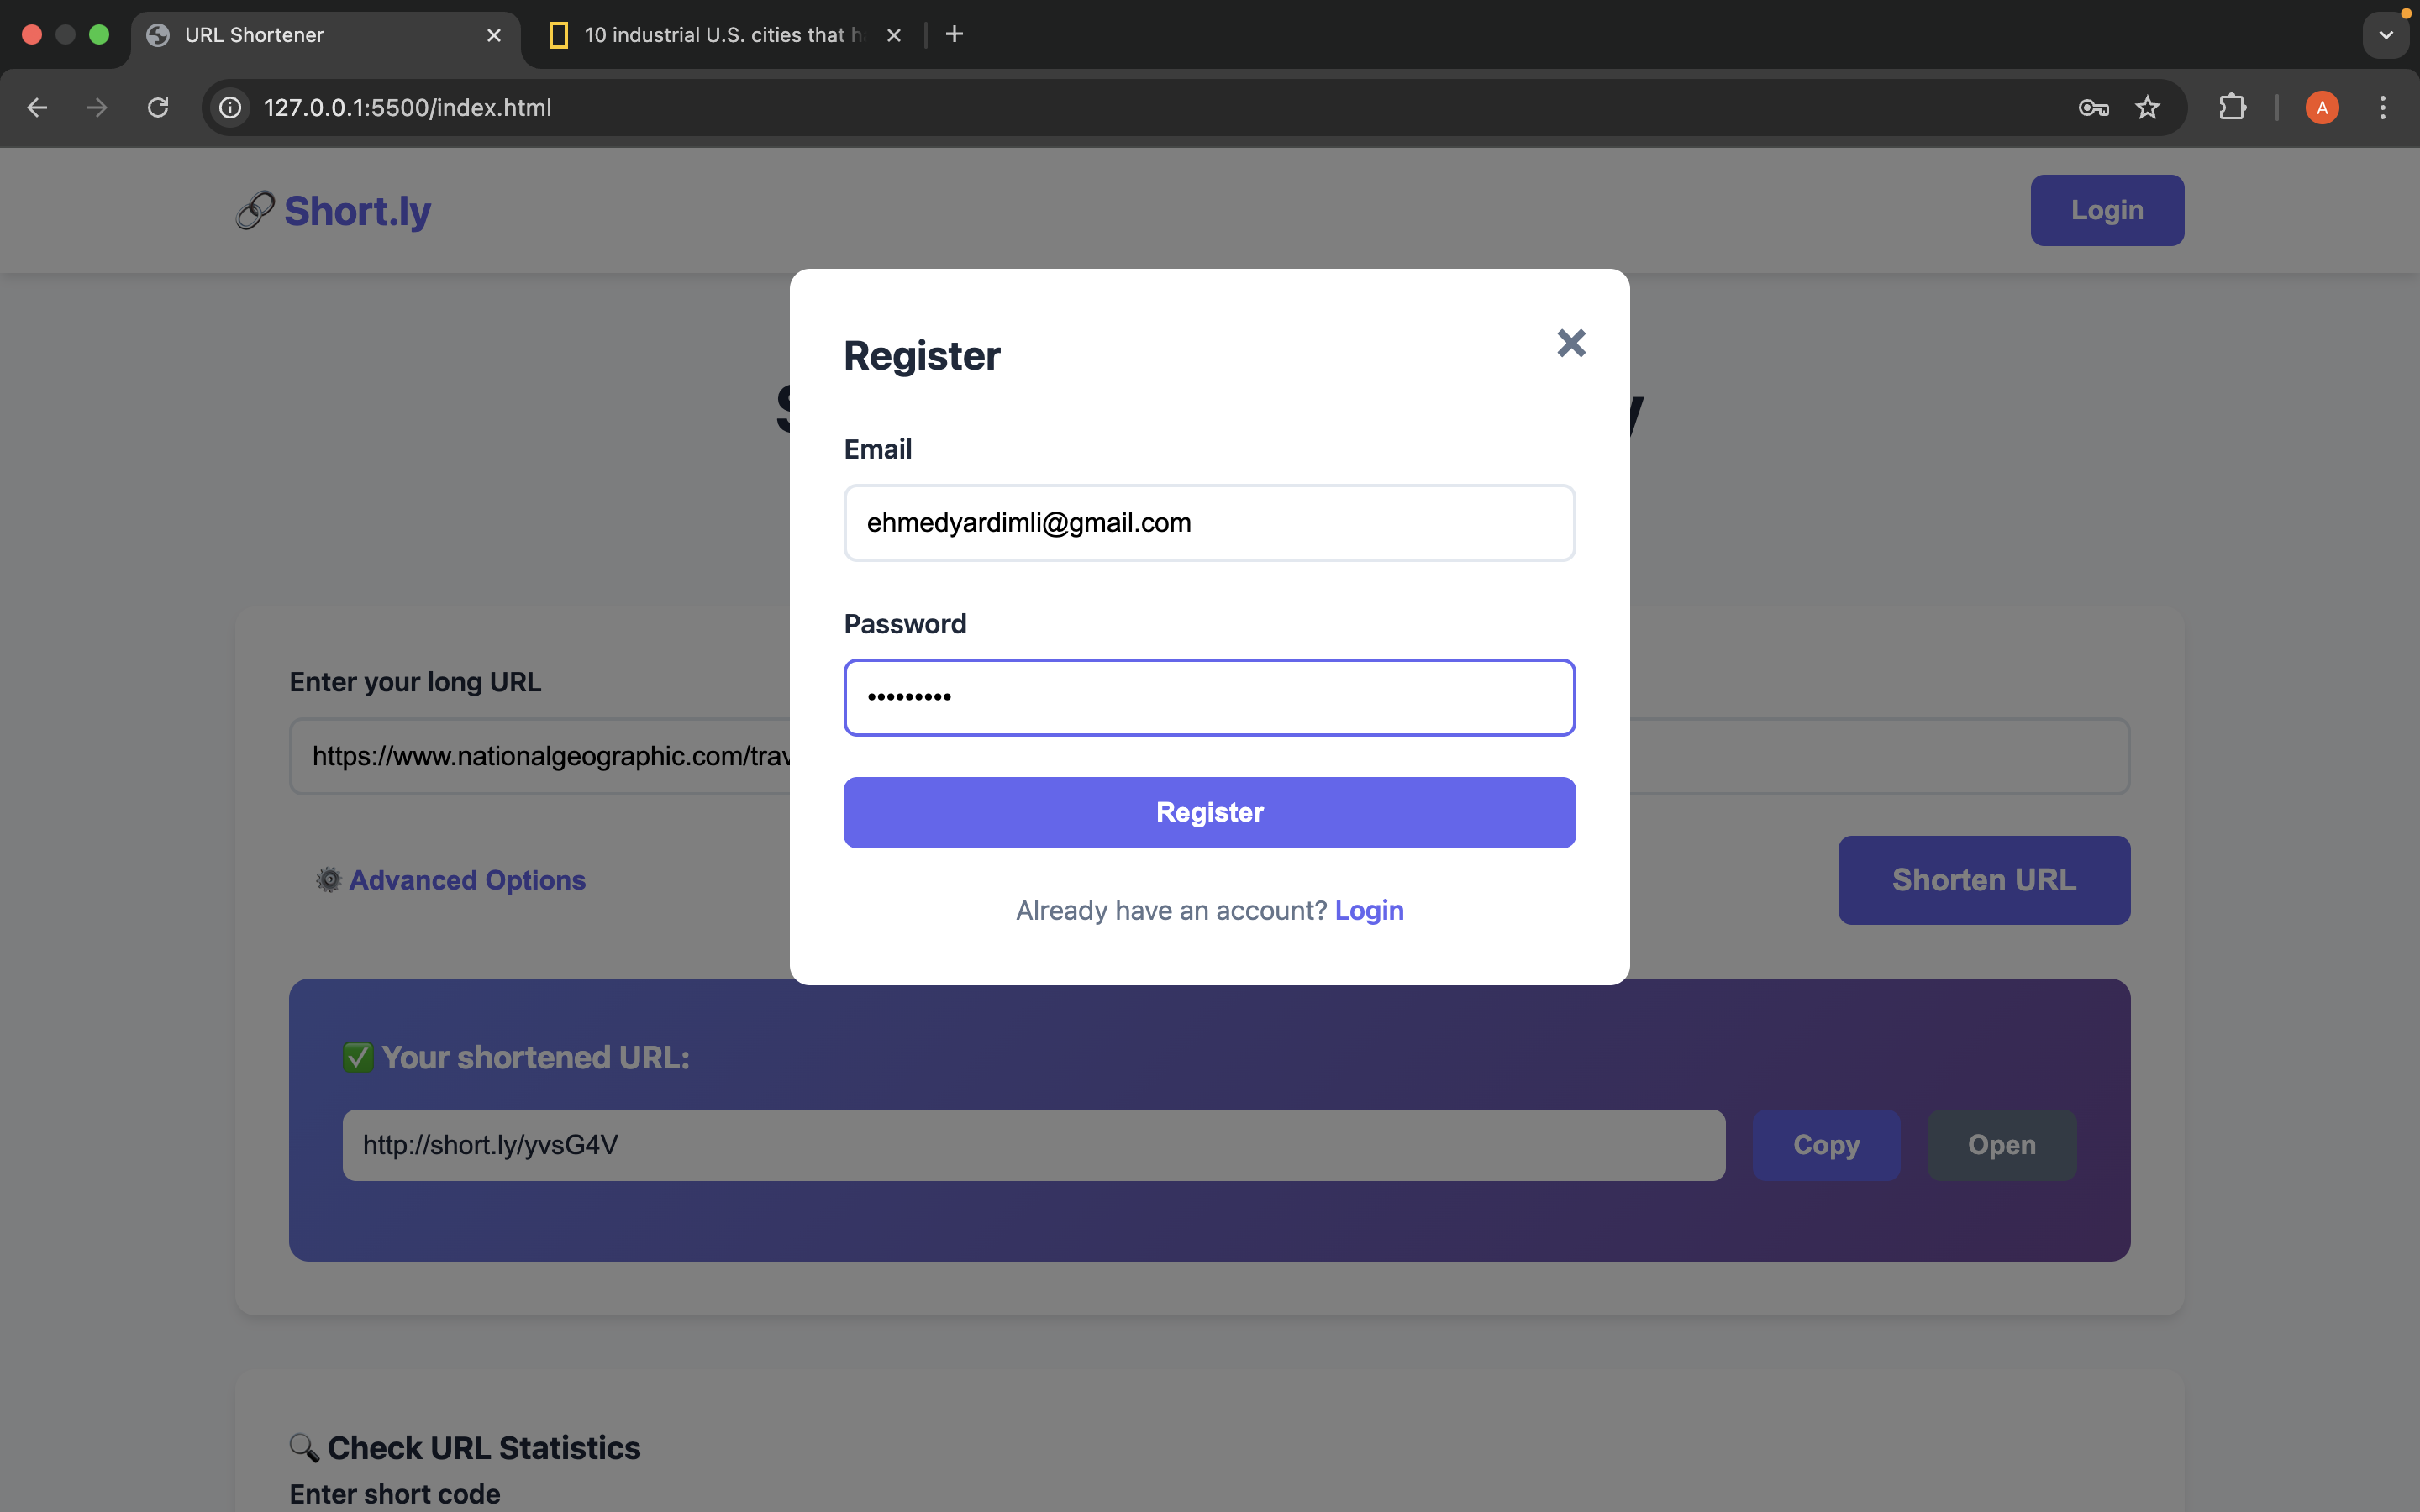 URL Shortener
10 industrial U.S. cities that
127.0.0.1:5500/index.html
A
Short.ly
Login
Register
Email
ehmedyardimli@gmail.com
Password
•••••••••
Register
Already have an account? Login
Enter your long URL
https://www.nationalgeographic.com/trav
Advanced Options
Shorten URL
✅ Your shortened URL:
http://short.ly/yvsG4V
Copy
Open
Check URL Statistics
Enter short code